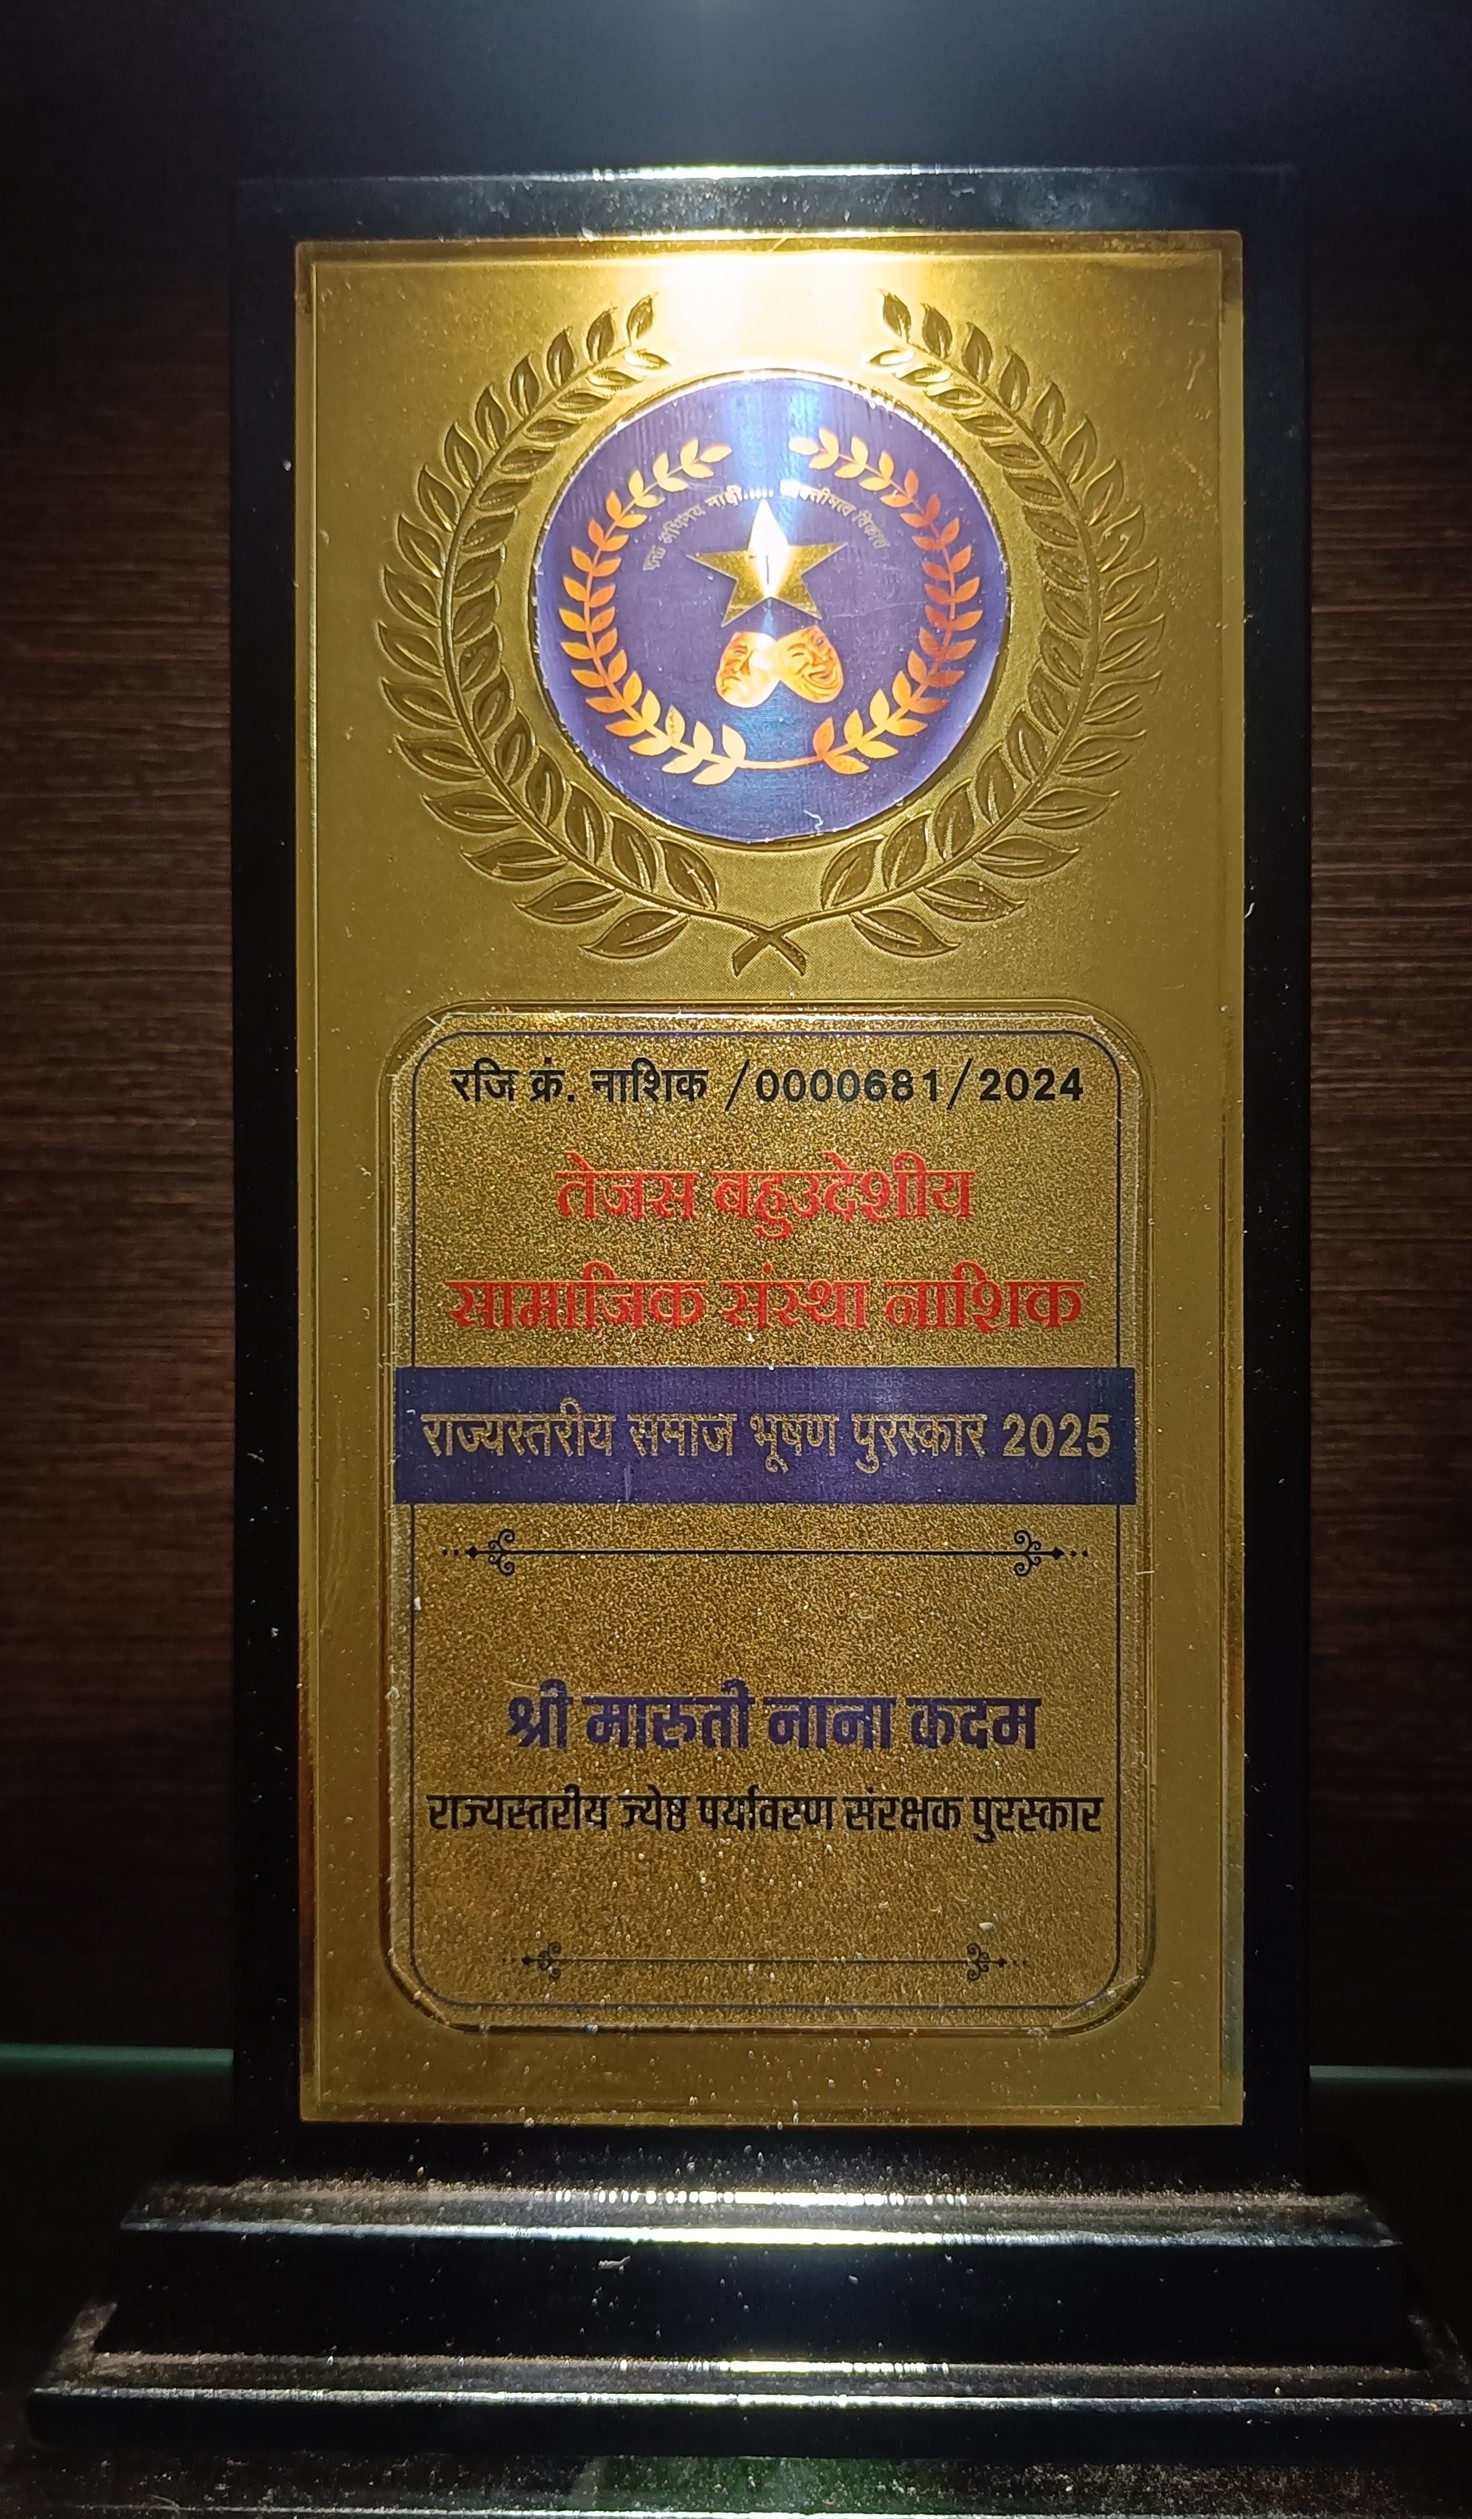 नाही......
विकास
रजि क्रं. नाशिक /0000681/2024
तेजस बहुउदेशीय
सामाजिक संस्था नाशिक
राज्यस्तरीय समाज भूषण पुरस्कार 2025
श्री मारुती नाना कदम
राज्यस्तरीय ज्येष्ठ पर्यावरण संरक्षक पुरस्कार